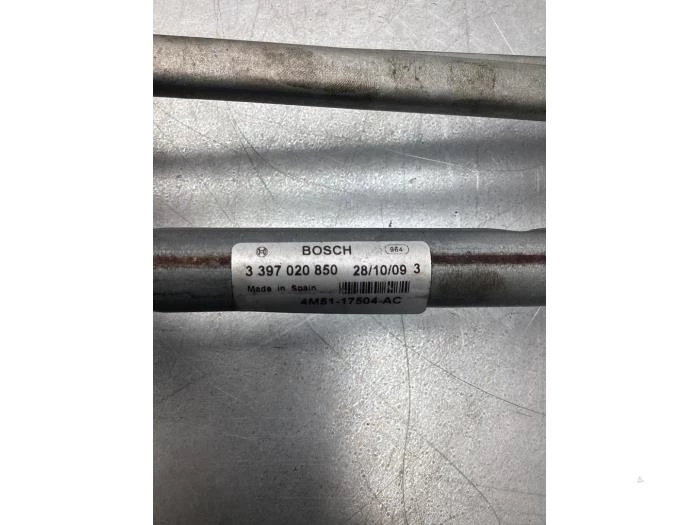 BOSCH 964
3 397 020 850 28/10/09 3
Made in Spain
4M51-17504-AC